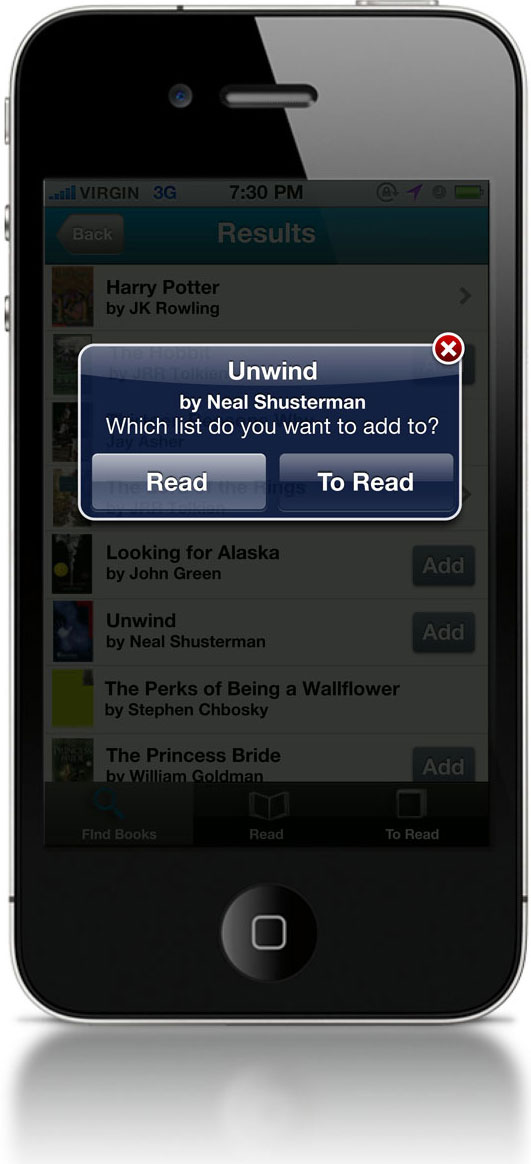 VIRGIN 3G 7:30 PM
Back
Results
Harry Potter
by JK Rowling
The Hobbit
by JRR Tolkien
Unwind
by Neal Shusterman
Which list do you want to add to?
Read
To Read
Jay Asher
of the Rings
by JRR Tolkien
Looking for Alaska
by John Green
Add
Unwind
by Neal Shusterman
Add
The Perks of Being a Wallflower
by Stephen Chbosky
The Princess Bride
by William Goldman
Add
Find Books
Read
To Read